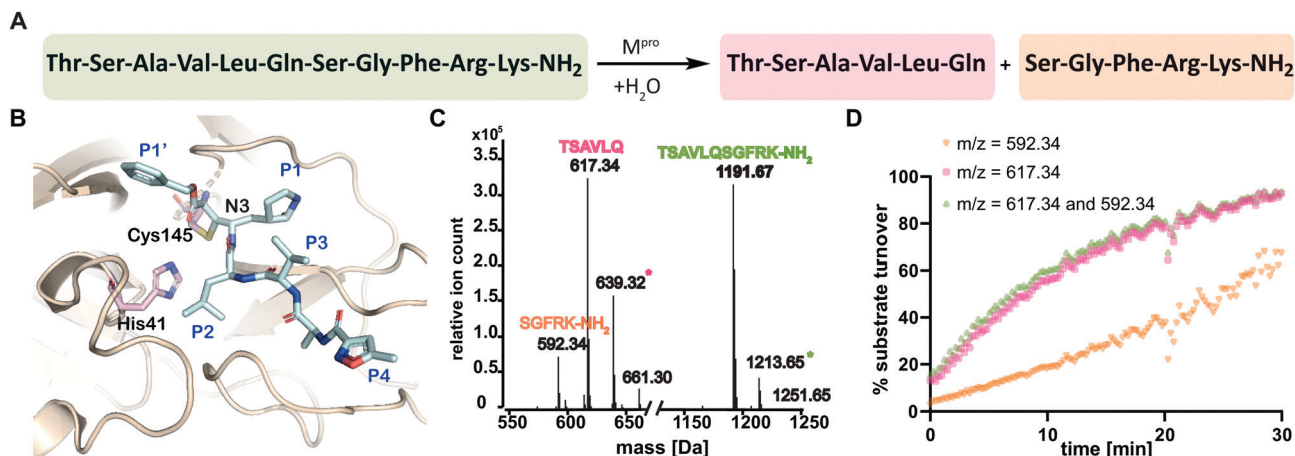 A
Thr-Ser-Ala-Val-Leu-Gln-Ser-Gly-Phe-Arg-Lys-NH₂
Mᵖʳᵒ
+H₂O
Thr-Ser-Ala-Val-Leu-Gln
+
Ser-Gly-Phe-Arg-Lys-NH₂
B
P1'
P1
N3
Cys145
P3
His41
P2
P4
C
x10⁵
3.5
3.0
2.5
2.0
1.5
1.0
0.5
0
relative ion count
TSAVLQ
617.34
639.32 *
SGFRK-NH₂
592.34
661.30
TSAVLQSGFRK-NH₂
1191.67
1213.65 *
1251.65
550
600
650
1150
1200
1250
mass [Da]
D
m/z = 592.34
m/z = 617.34
m/z = 617.34 and 592.34
100
80
60
40
20
0
% substrate turnover
0
10
20
30
time [min]